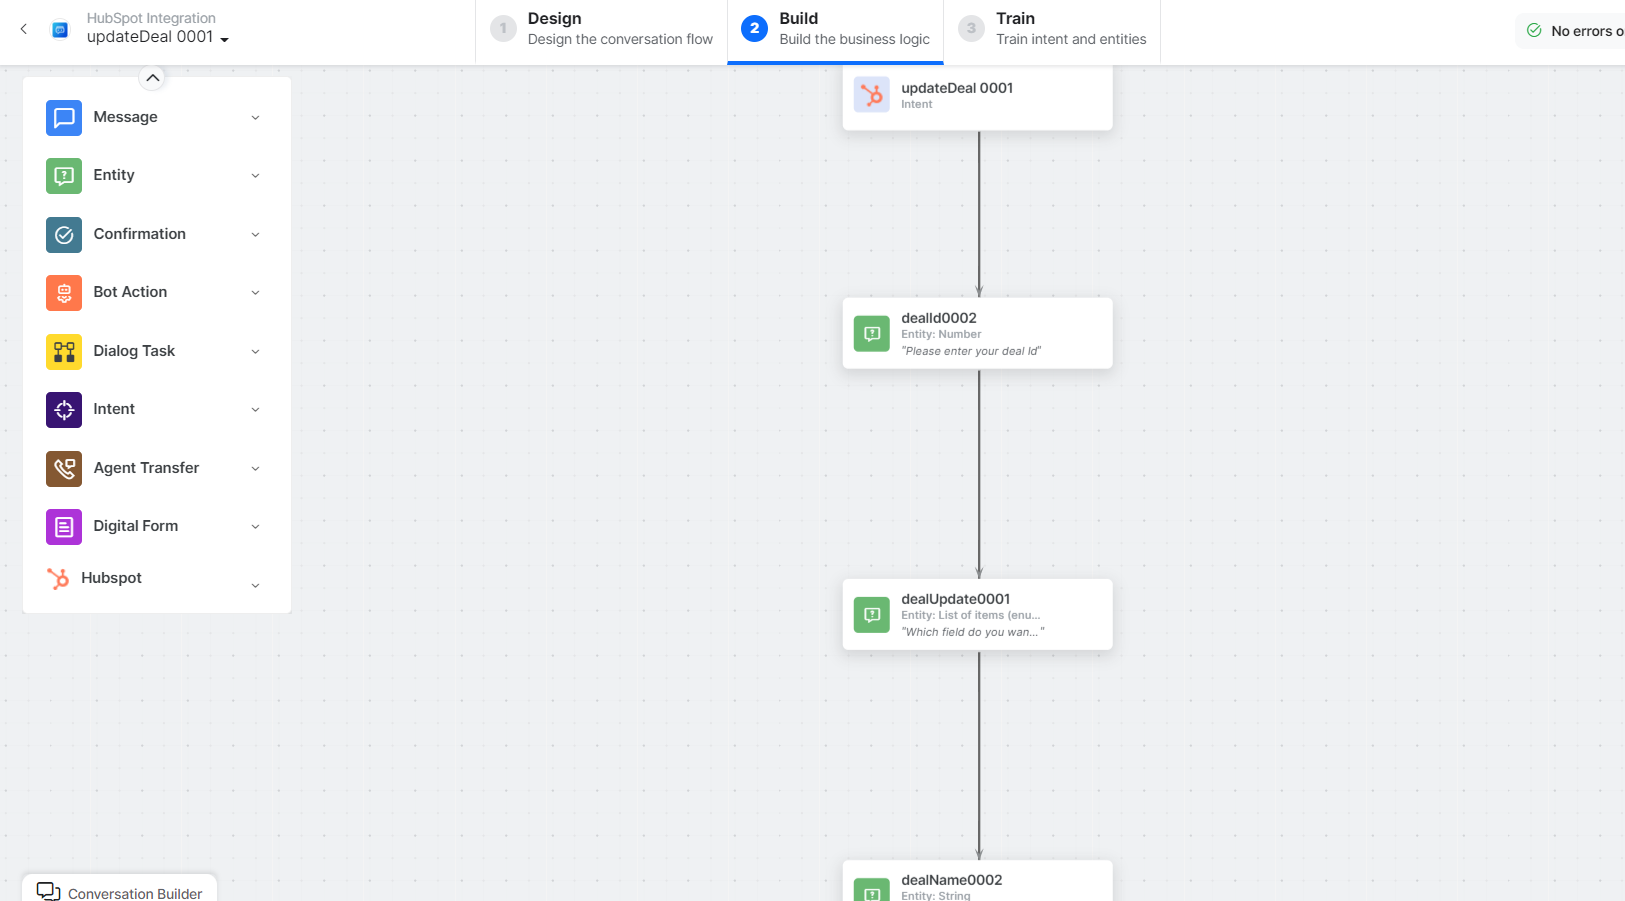 HubSpot Integration
updateDeal 0001
1
Design
Design the conversation flow
2
Build
Build the business logic
3
Train
Train intent and entities
No errors o
Message
Entity
Confirmation
Bot Action
Dialog Task
Intent
Agent Transfer
Digital Form
Hubspot
updateDeal 0001
Intent
dealId0002
Entity: Number
"Please enter your deal Id"
dealUpdate0001
Entity: List of items (enu...
"Which field do you wan... "
dealName0002
Entity: String
Conversation Builder